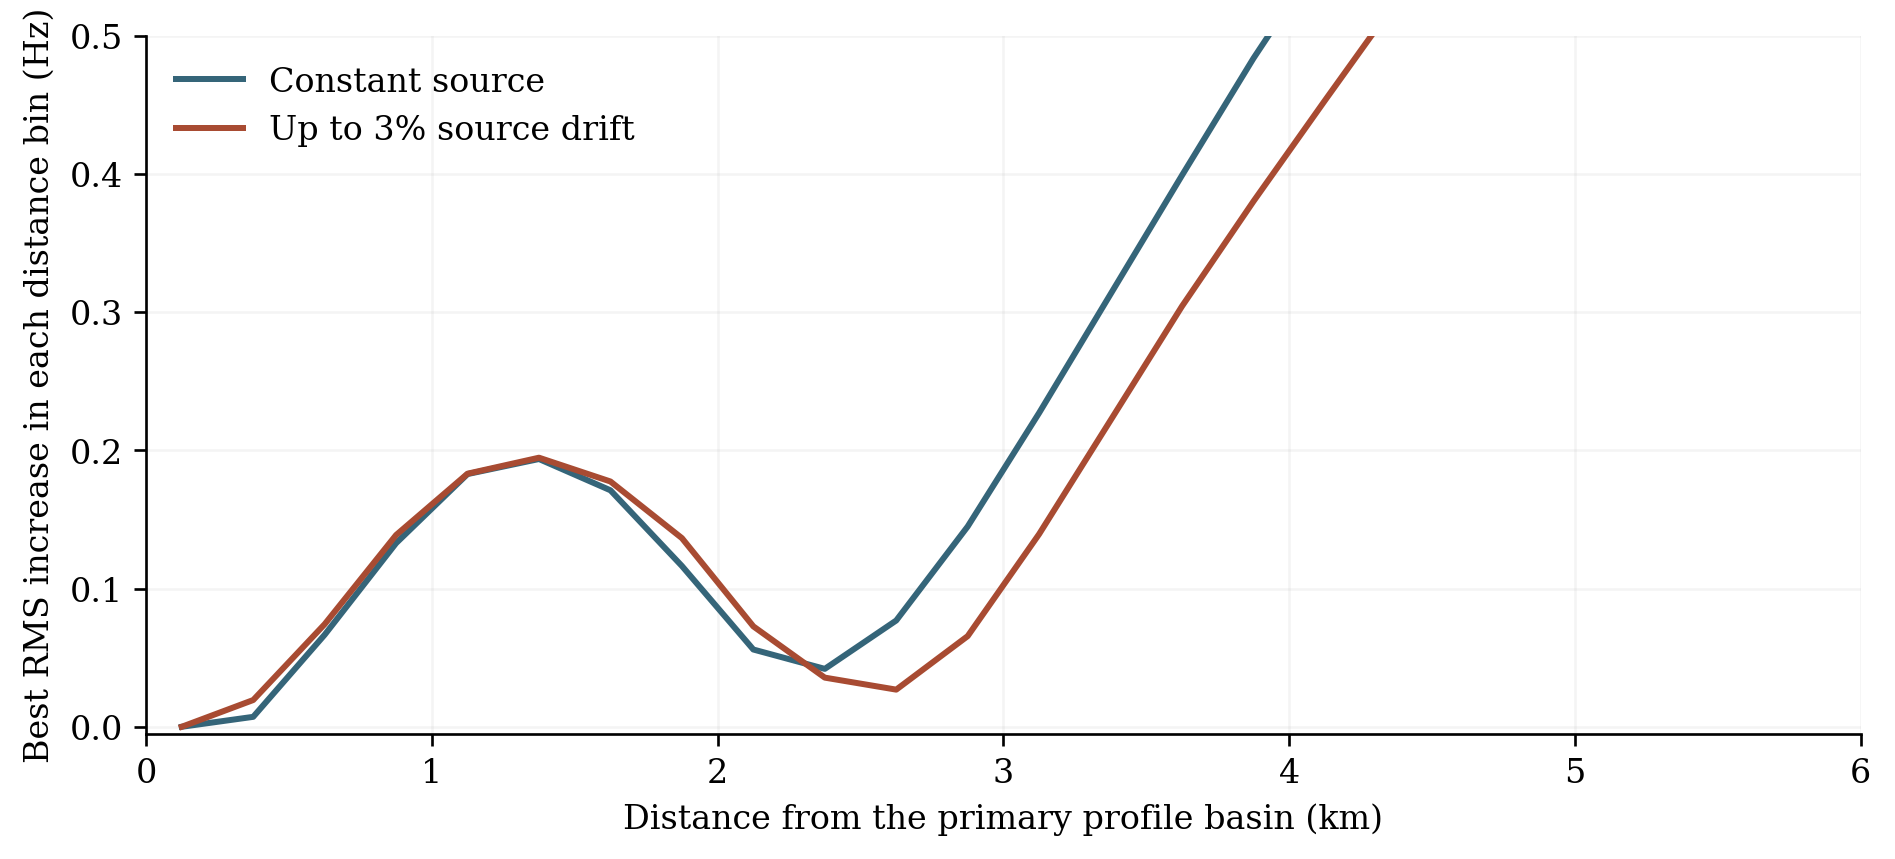 Best RMS increase in each distance bin (Hz)
0.5
0.4
0.3
0.2
0.1
0.0
Constant source
Up to 3% source drift
0 1 2 3 4 5 6
Distance from the primary profile basin (km)